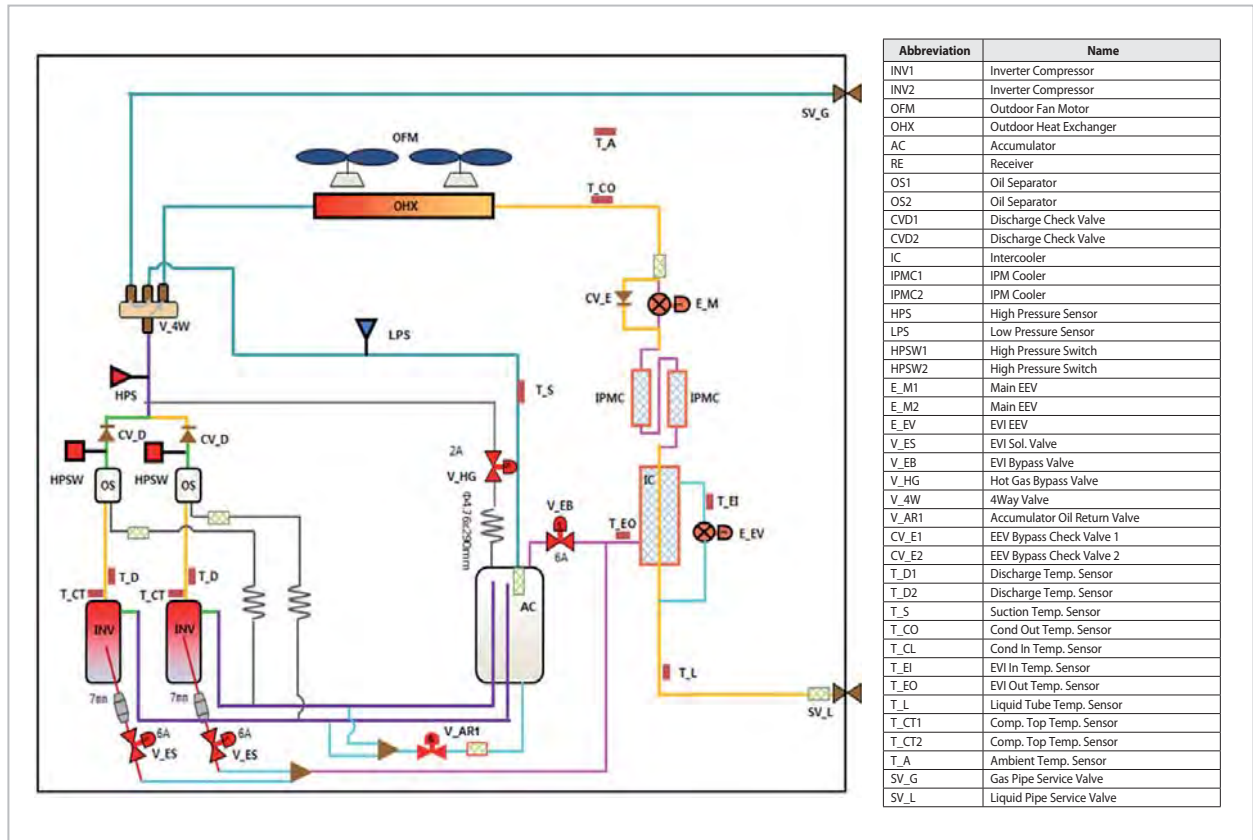 SV_G
OFM
T_A
T_CO
OHX
CV_E
E_M
V_4W
LPS
HPS
T_S
IPMC
IPMC
CV_D
CV_D
2A
HPSW
HPSW
V_HG
OS
OS
IC
V_EB
T_EI
Φ4.76x290mm
T_EO
E_EV
6A
T_D
T_D
T_CT
T_CT
AC
INV
INV
T_L
7mm
7mm
SV_L
6A
6A
V_AR1
V_ES
V_ES
Abbreviation Name
INV1 Inverter Compressor
INV2 Inverter Compressor
OFM Outdoor Fan Motor
OHX Outdoor Heat Exchanger
AC Accumulator
RE Receiver
OS1 Oil Separator
OS2 Oil Separator
CVD1 Discharge Check Valve
CVD2 Discharge Check Valve
IC Intercooler
IPMC1 IPM Cooler
IPMC2 IPM Cooler
HPS High Pressure Sensor
LPS Low Pressure Sensor
HPSW1 High Pressure Switch
HPSW2 High Pressure Switch
E_M1 Main EEV
E_M2 Main EEV
E_EV EVI EEV
V_ES EVI Sol. Valve
V_EB EVI Bypass Valve
V_HG Hot Gas Bypass Valve
V_4W 4Way Valve
V_AR1 Accumulator Oil Return Valve
CV_E1 EEV Bypass Check Valve 1
CV_E2 EEV Bypass Check Valve 2
T_D1 Discharge Temp. Sensor
T_D2 Discharge Temp. Sensor
T_S Suction Temp. Sensor
T_CO Cond Out Temp. Sensor
T_CL Cond In Temp. Sensor
T_EI EVI In Temp. Sensor
T_EO EVI Out Temp. Sensor
T_L Liquid Tube Temp. Sensor
T_CT1 Comp. Top Temp. Sensor
T_CT2 Comp. Top Temp. Sensor
T_A Ambient Temp. Sensor
SV_G Gas Pipe Service Valve
SV_L Liquid Pipe Service Valve